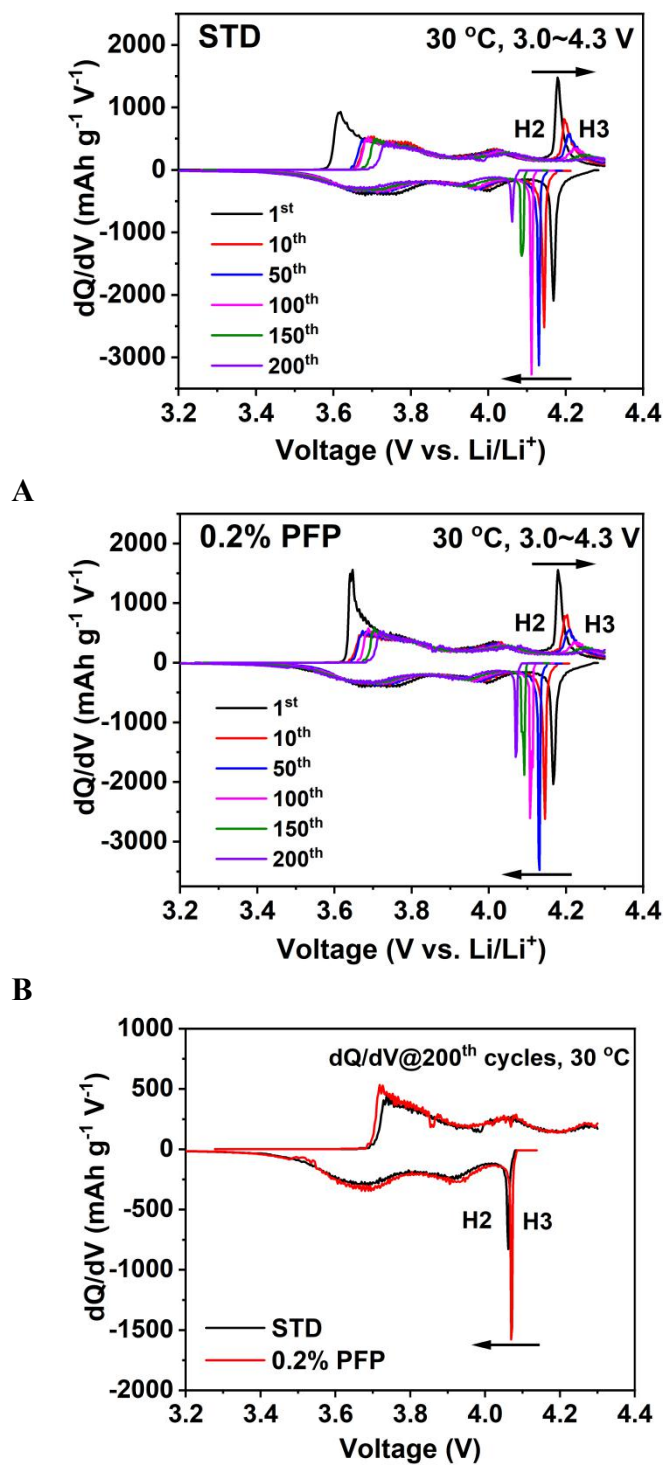 STD
30 °C, 3.0~4.3 V
2000
1000
0
-1000
-2000
-3000
dQ/dV (mAh g⁻¹ V⁻¹)
H2 H3
1ˢᵗ
10ᵗʰ
50ᵗʰ
100ᵗʰ
150ᵗʰ
200ᵗʰ
3.2 3.4 3.6 3.8 4.0 4.2 4.4
Voltage (V vs. Li/Li⁺)
A
0.2% PFP
30 °C, 3.0~4.3 V
2000
1000
0
-1000
-2000
-3000
dQ/dV (mAh g⁻¹ V⁻¹)
H2 H3
1ˢᵗ
10ᵗʰ
50ᵗʰ
100ᵗʰ
150ᵗʰ
200ᵗʰ
3.2 3.4 3.6 3.8 4.0 4.2 4.4
Voltage (V vs. Li/Li⁺)
B
dQ/dV@200ᵗʰ cycles, 30 °C
1000
500
0
-500
-1000
-1500
-2000
dQ/dV (mAh g⁻¹ V⁻¹)
H2 H3
STD
0.2% PFP
3.2 3.4 3.6 3.8 4.0 4.2 4.4
Voltage (V)